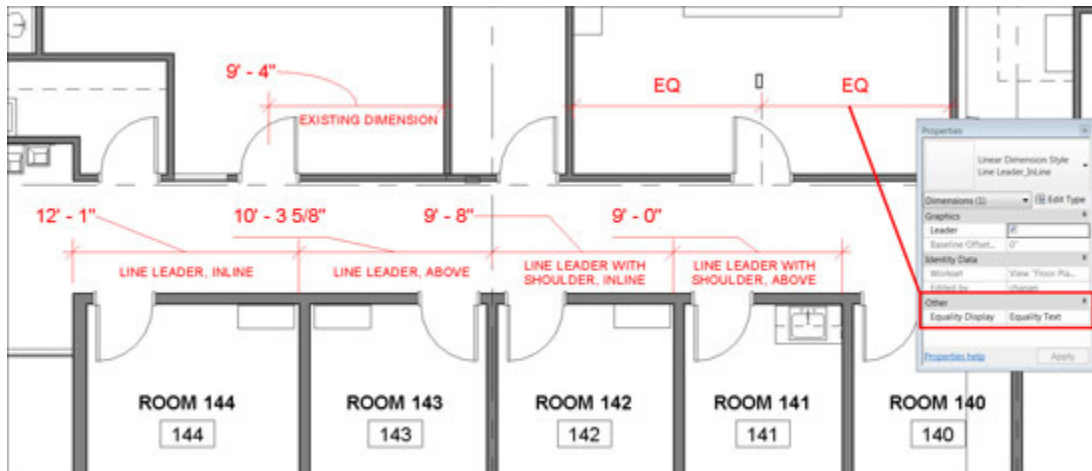 9' - 4"
EXISTING DIMENSION
EQ
EQ
Properties
Linear Dimension Style
Line Leader_InLine
Dimensions (1)
Edit Type
Graphics
Leader
Baseline Offset... 0"
Identity Data
Workset View "Floor Pla...
Edited by
Other
Equality Display Equality Text
Properties help
Apply
12' - 1"
10' - 3 5/8"
9' - 8"
9' - 0"
LINE LEADER, INLINE
LINE LEADER, ABOVE
LINE LEADER WITH
SHOULDER, INLINE
LINE LEADER WITH
SHOULDER, ABOVE
ROOM 144
144
ROOM 143
143
ROOM 142
142
ROOM 141
141
ROOM 140
140